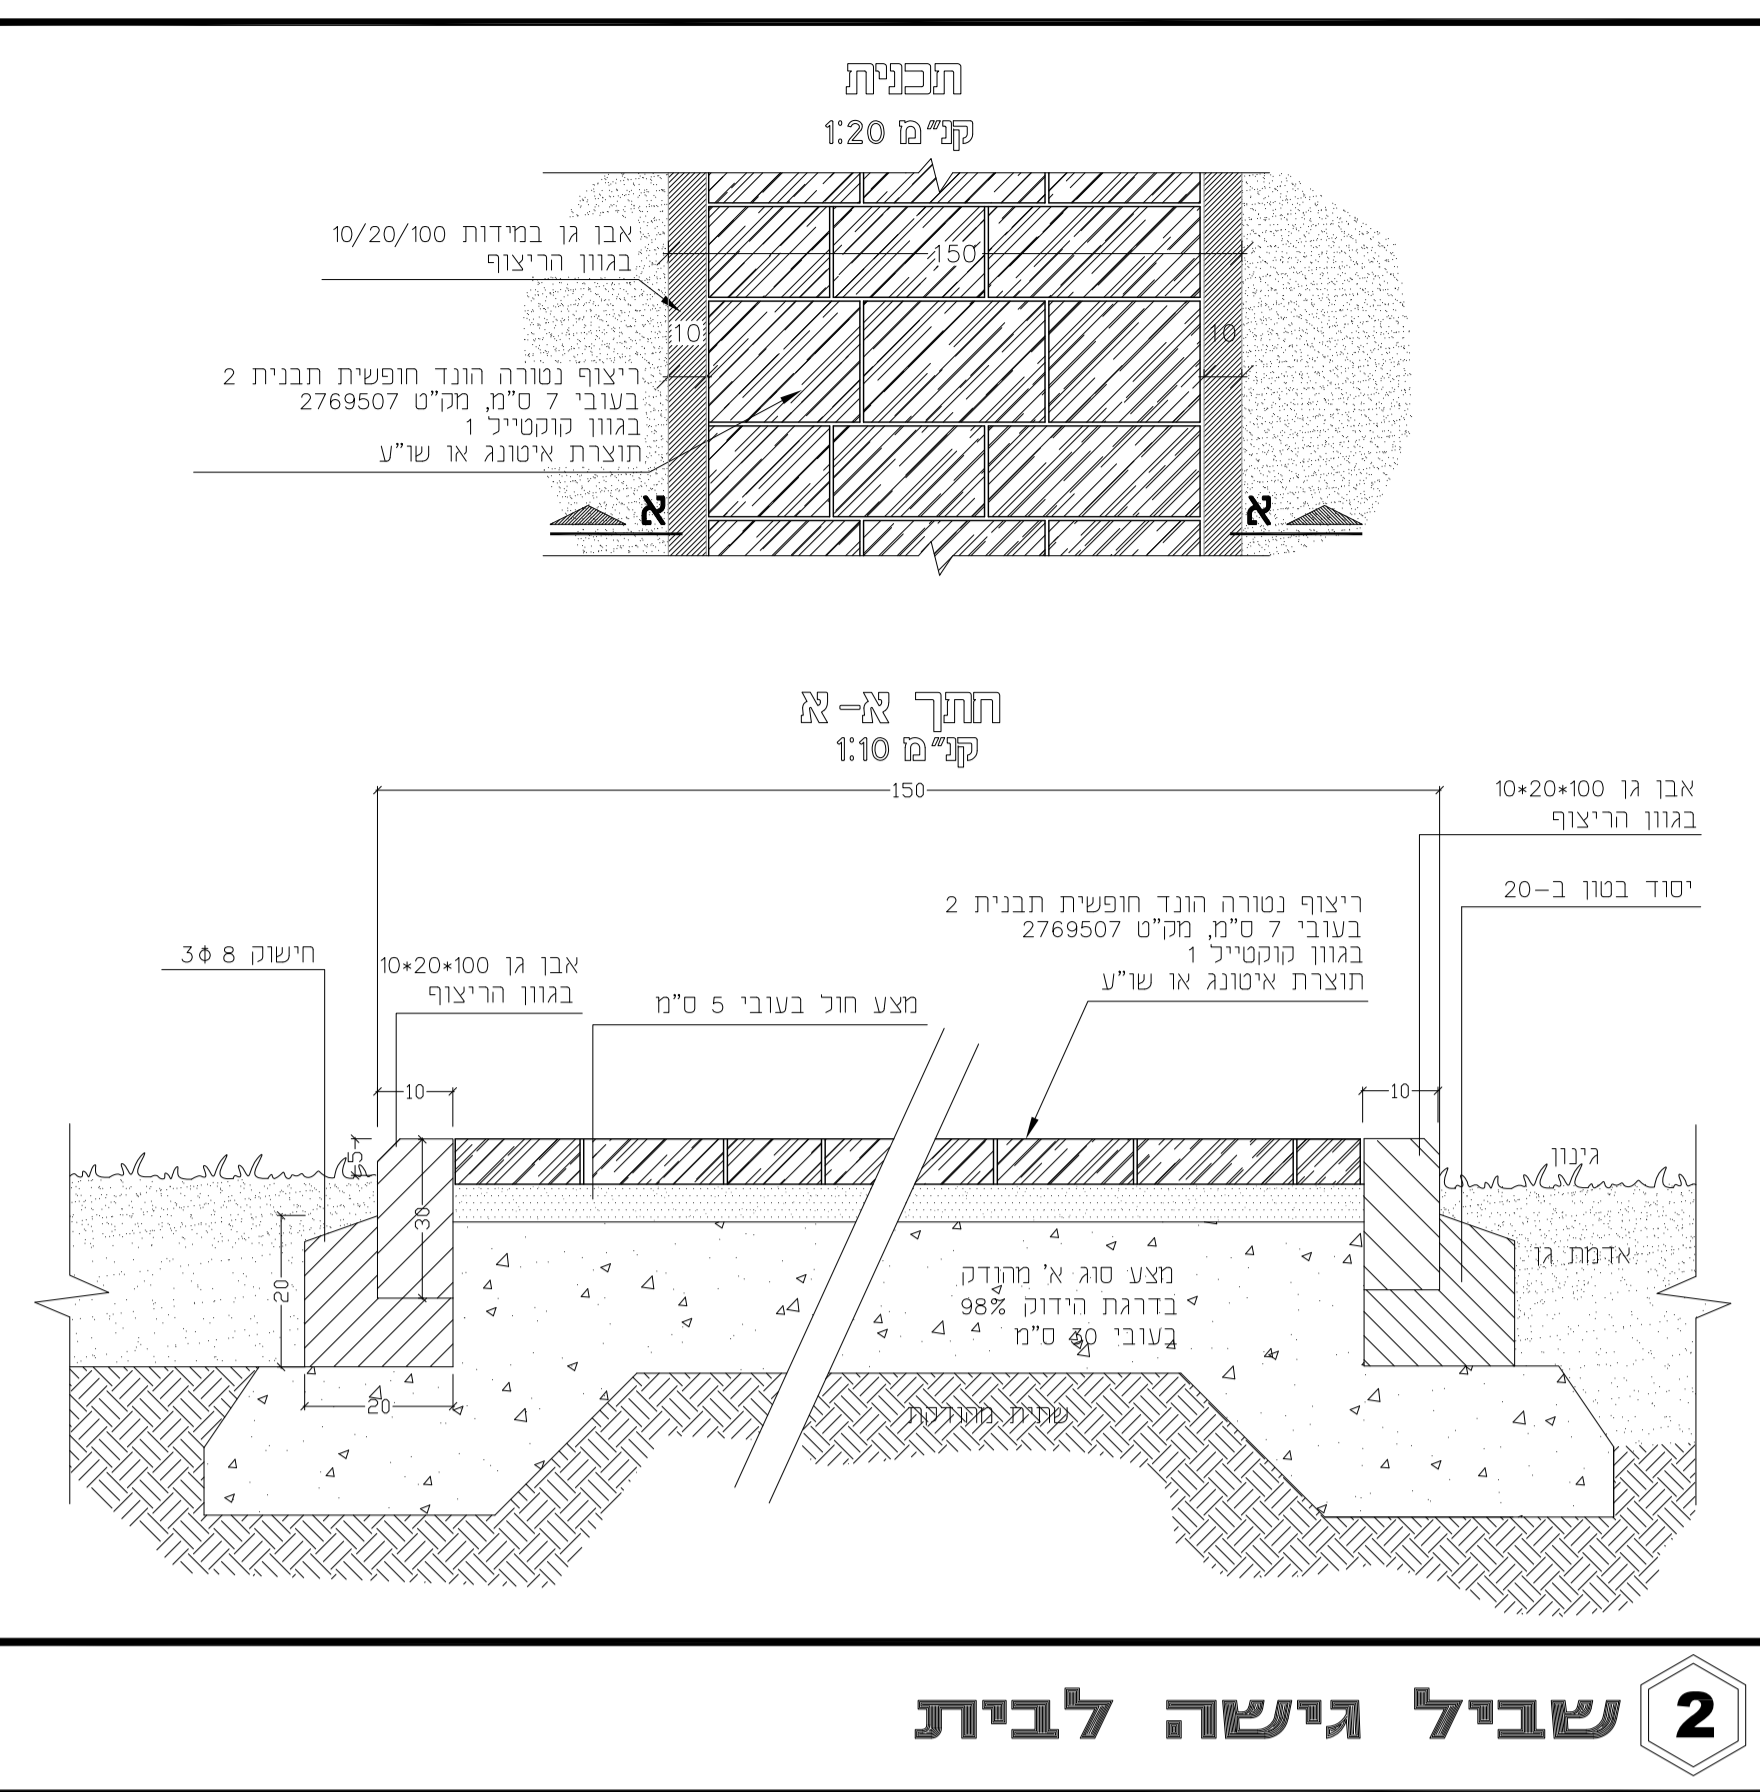 תכנית
קנ"מ 1:20
אבן גן במידות 10/20/100
בגוון הריצוף
150
10
10
ריצוף נטורה הונד חופשית תבנית 2
בעובי 7 ס"מ, מק"ט 2769507
בגוון קוקטייל 1
תוצרת איטונג או שו"ע
א
א
חתך א-א
קנ"מ 1:10
150
אבן גן 10*20*100
בגוון הריצוף
יסוד בטון ב-20
ריצוף נטורה הונד חופשית תבנית 2
בעובי 7 ס"מ, מק"ט 2769507
בגוון קוקטייל 1
תוצרת איטונג או שו"ע
חישוק 8 Φ3
אבן גן 10*20*100
בגוון הריצוף
מצע חול בעובי 5 ס"מ
10
10
5
גינון
30
אדמת גן
20
מצע סוג א' מהודק
בדרגת הידוק 98%
בעובי 30 ס"מ
20
שתית מהודקת
2
שביל גישה לבית